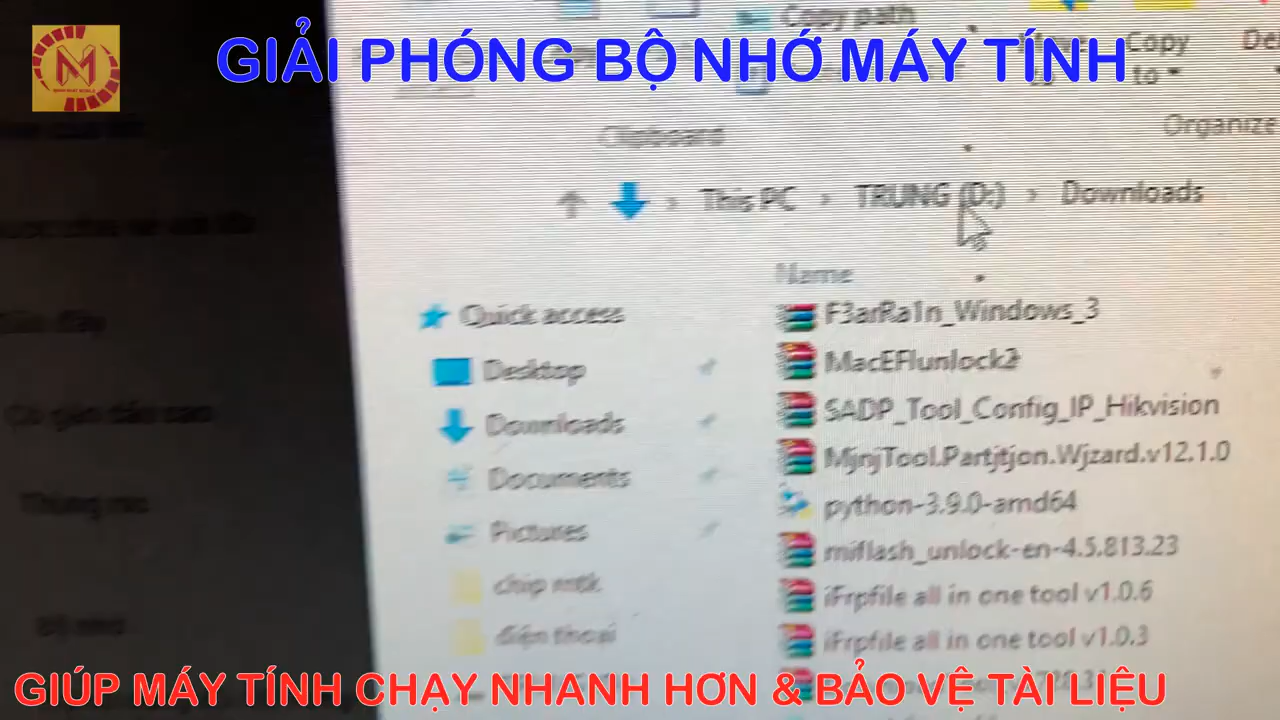 GIẢI PHÓNG BỘ NHỚ MÁY TÍNH
Copy path
Copy
to
Clipboard
Organize
This PC > TRUNG (D:) > Downloads
Name
Quick access
Desktop
Downloads
Documents
Pictures
chip mtk
điện thoại
F3arRa1n_Windows_3
MacEFIunlock2
SADP_Tool_Config_IP_Hikvision
MjnjTool.Partjtjon.Wjzard.v12.1.0
python-3.9.0-amd64
miflash_unlock-en-4.5.813.23
iFrpfile all in one tool v1.0.6
iFrpfile all in one tool v1.0.3
GIÚP MÁY TÍNH CHẠY NHANH HƠN & BẢO VỆ TÀI LIỆU